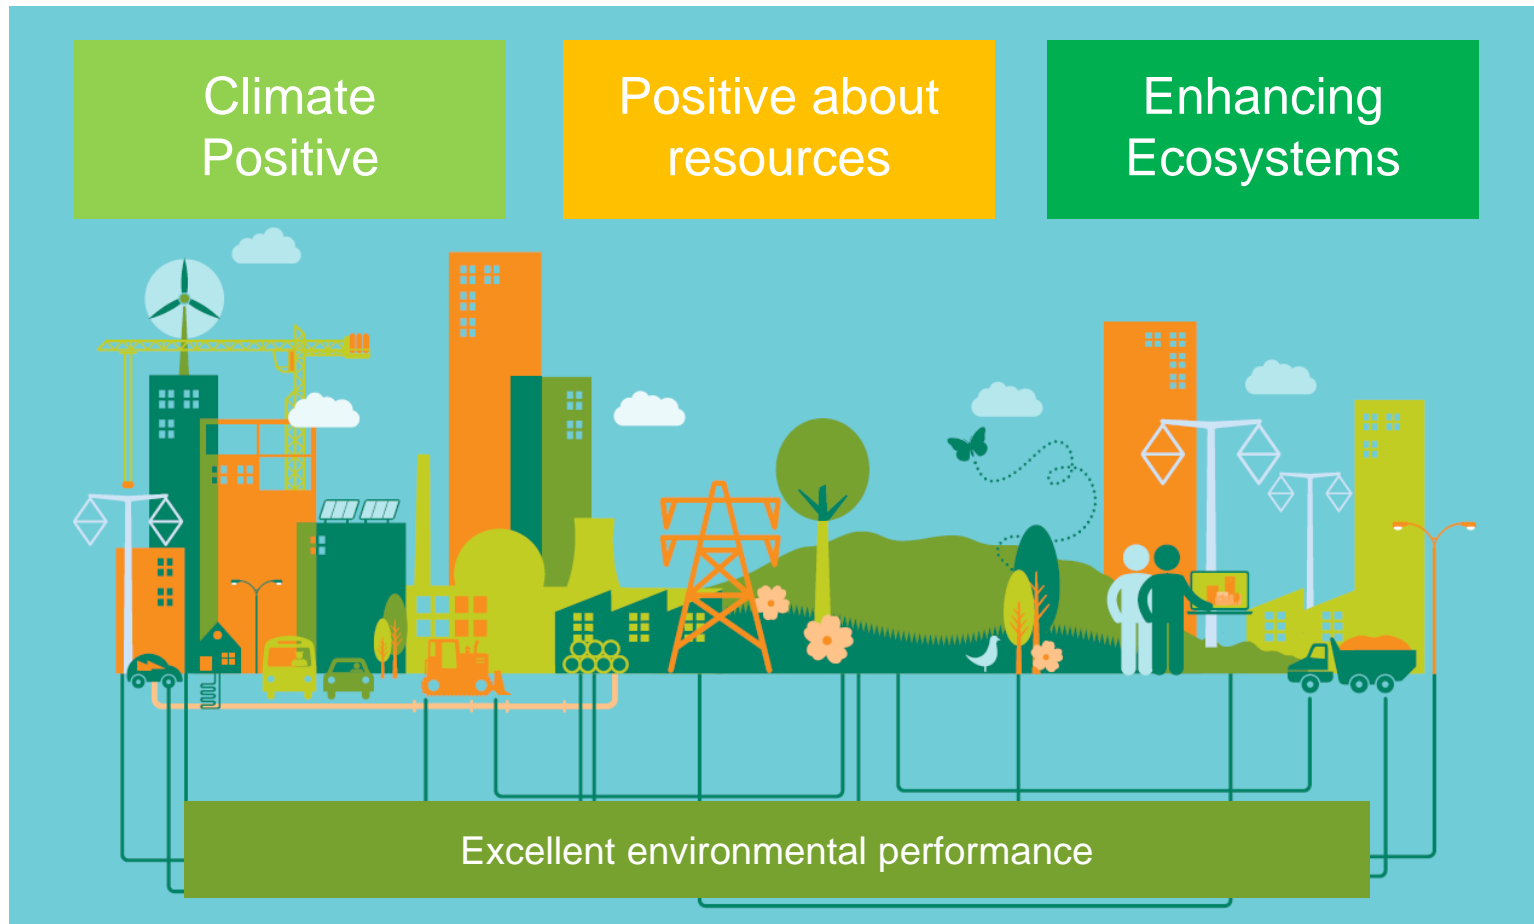 Climate
Positive
Positive about
resources
Enhancing
Ecosystems
Excellent environmental performance